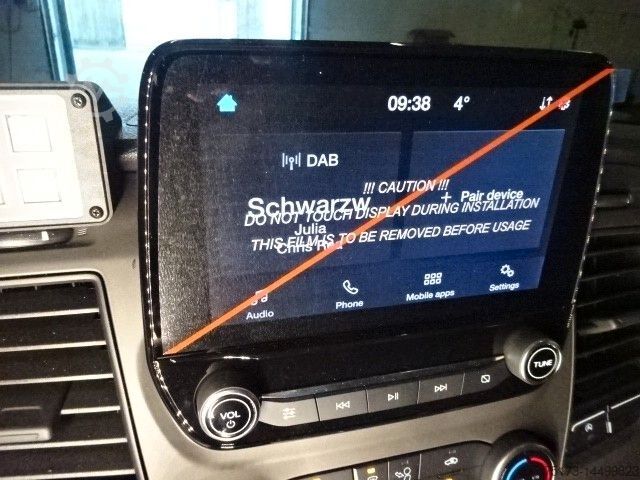 09:38 4°
DAB
!!! CAUTION !!!
Schwarzw
+ Pair device
DO NOT TOUCH DISPLAY DURING INSTALLATION
Julia
THIS FILM IS TO BE REMOVED BEFORE USAGE
Chris
Audio
Phone
Mobile apps
Settings
VOL
TUNE